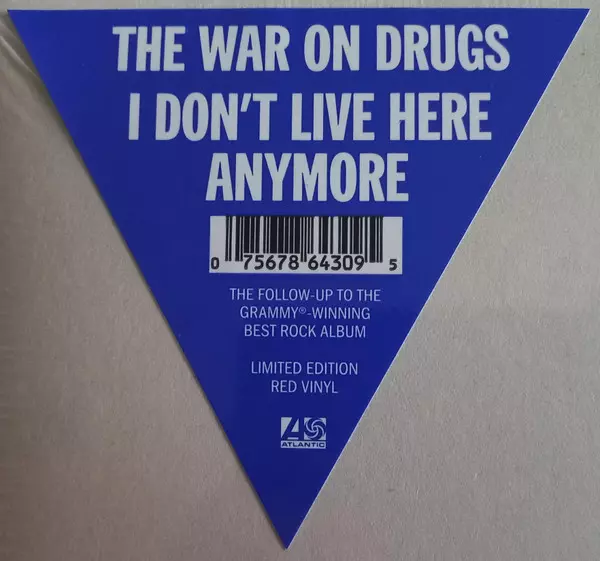 THE WAR ON DRUGS
I DON'T LIVE HERE
ANYMORE
0 75678 64309 5
THE FOLLOW-UP TO THE
GRAMMY®-WINNING
BEST ROCK ALBUM
LIMITED EDITION
RED VINYL
ATLANTIC